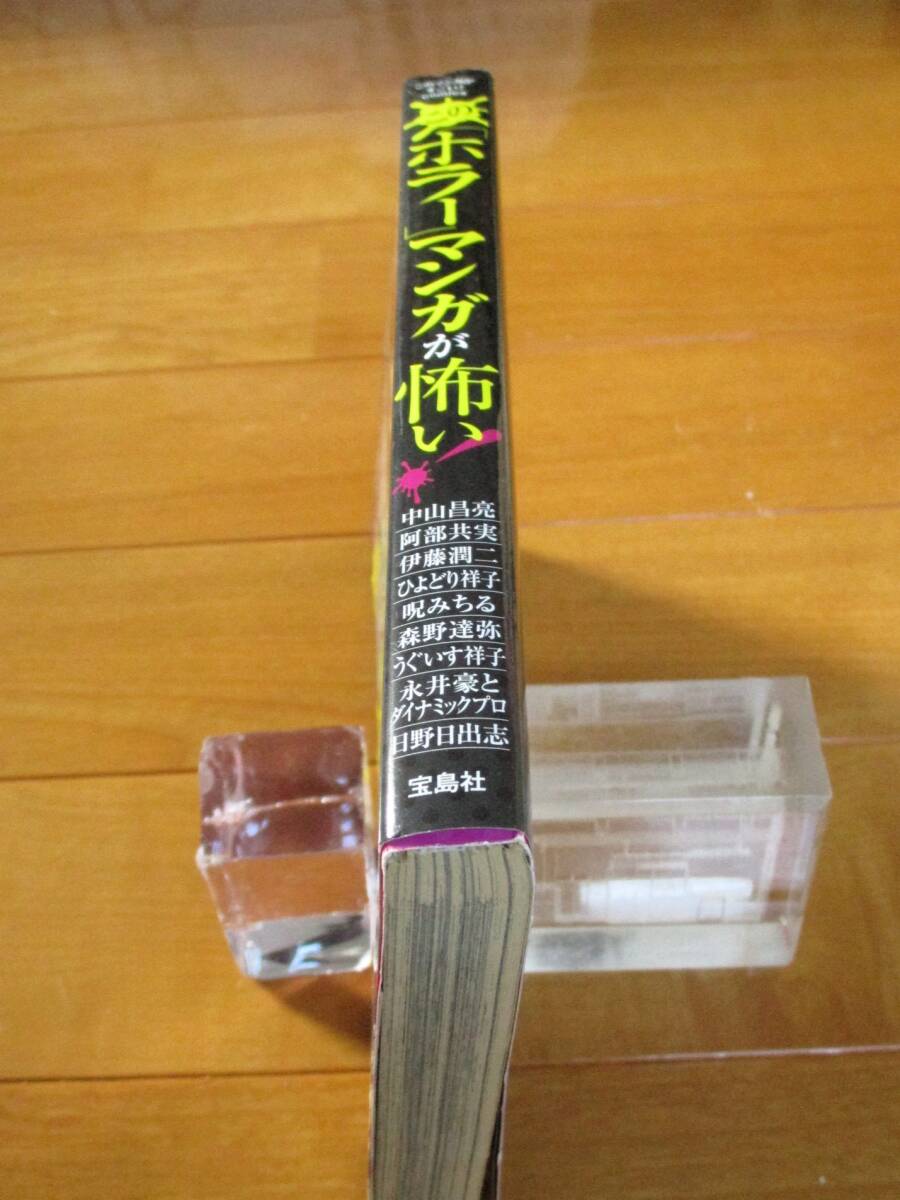 「ホラー」マンガが怖い!
中山昌亮
阿部共実
伊藤潤二
ひよどり祥子
呪みちる
森野達弥
うぐいす祥子
永井豪と
ダイナミックプロ
日野日出志
宝島社